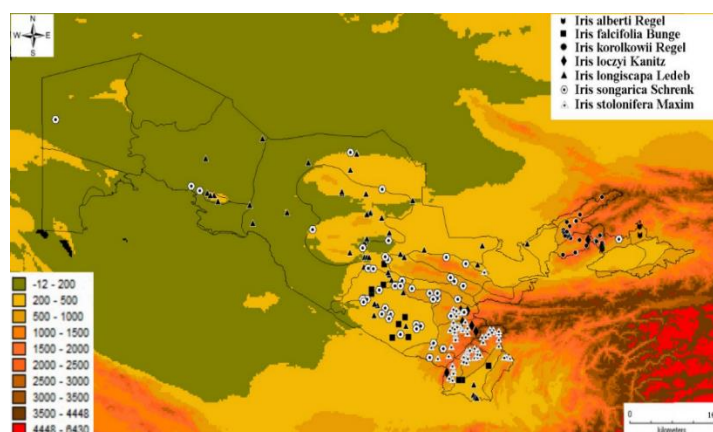 N
W E
S
Iris alberti Regel
Iris falcifolia Bunge
Iris korolkowii Regel
Iris loczyi Kanitz
Iris longiscapa Ledeb
Iris songarica Schrenk
Iris stolonifera Maxim
-12 - 200
200 - 500
500 - 1000
1000 - 1500
1500 - 2000
2000 - 2500
2500 - 3000
3000 - 3500
3500 - 4448
4448 - 6430
0
kilometers